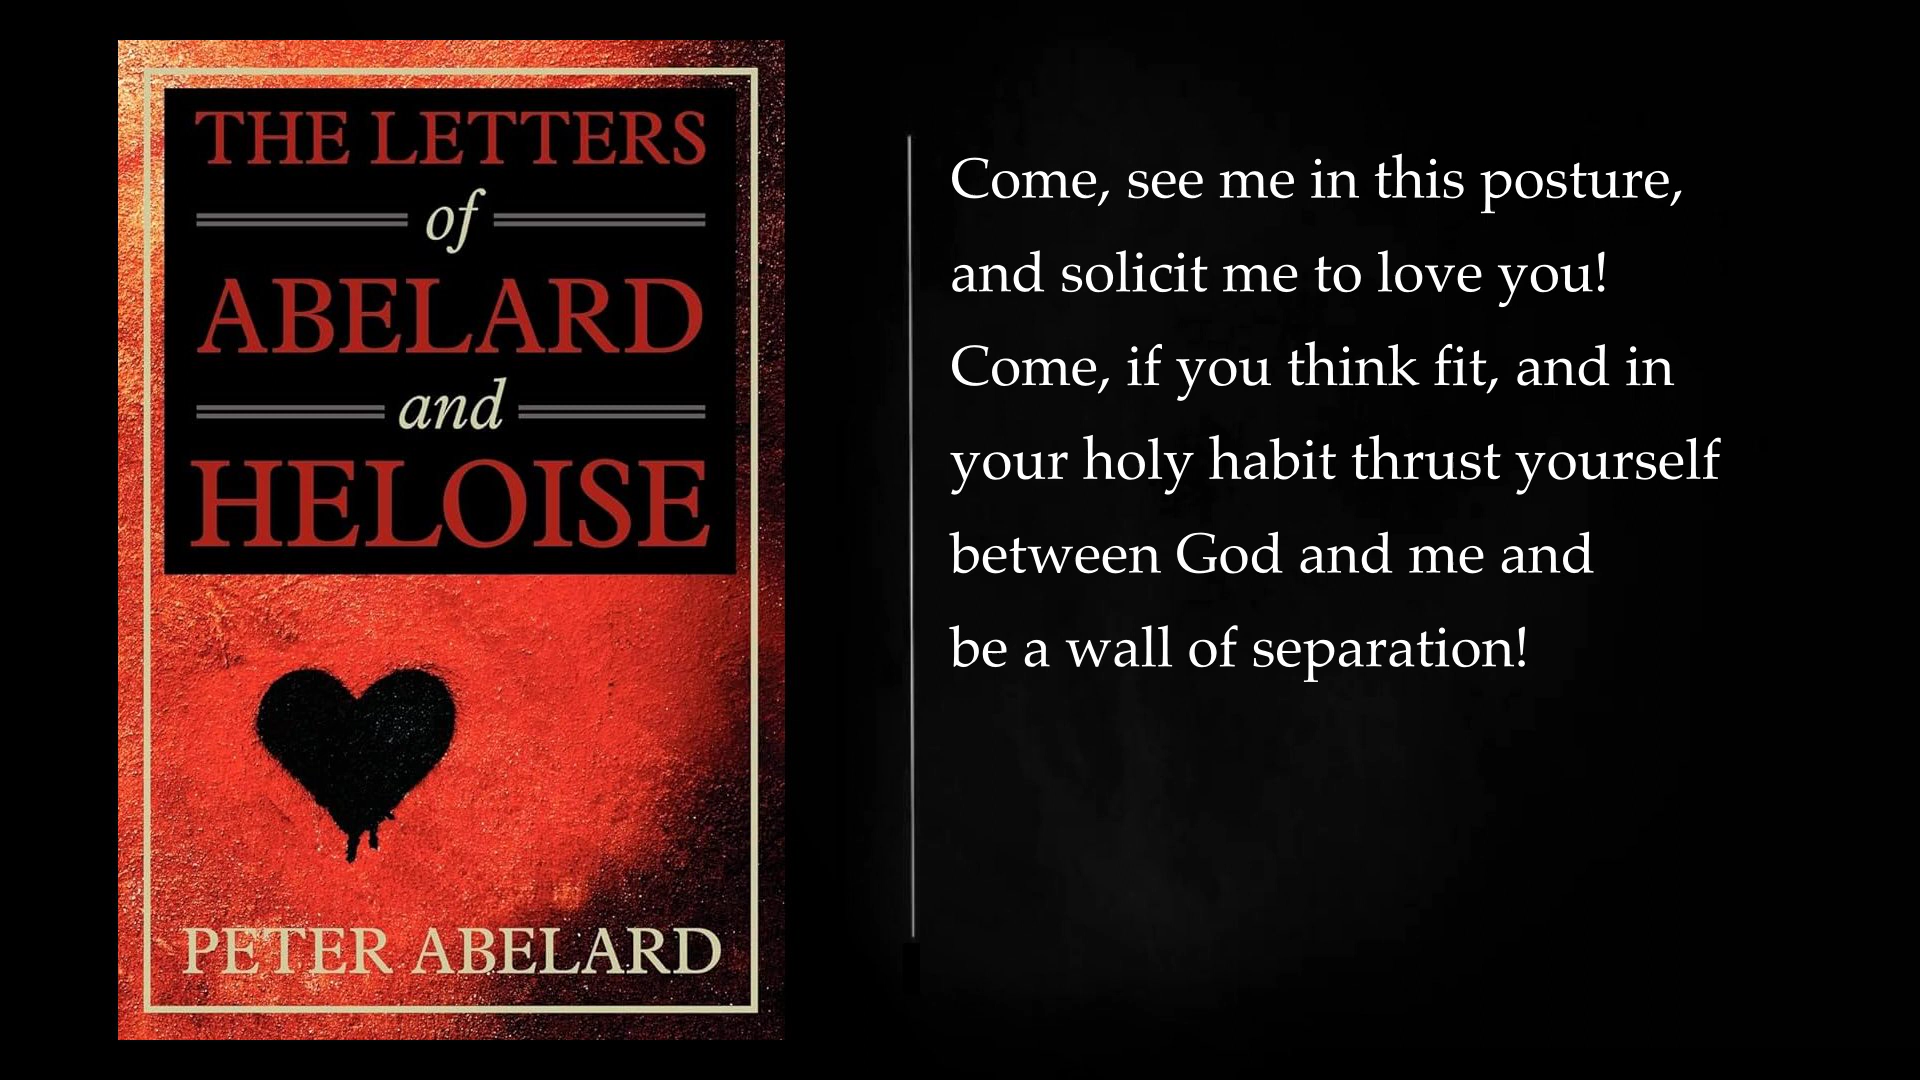 THE LETTERS
of
ABELARD
and
HELOISE
PETER ABELARD
Come, see me in this posture,
and solicit me to love you!
Come, if you think fit, and in
your holy habit thrust yourself
between God and me and
be a wall of separation!